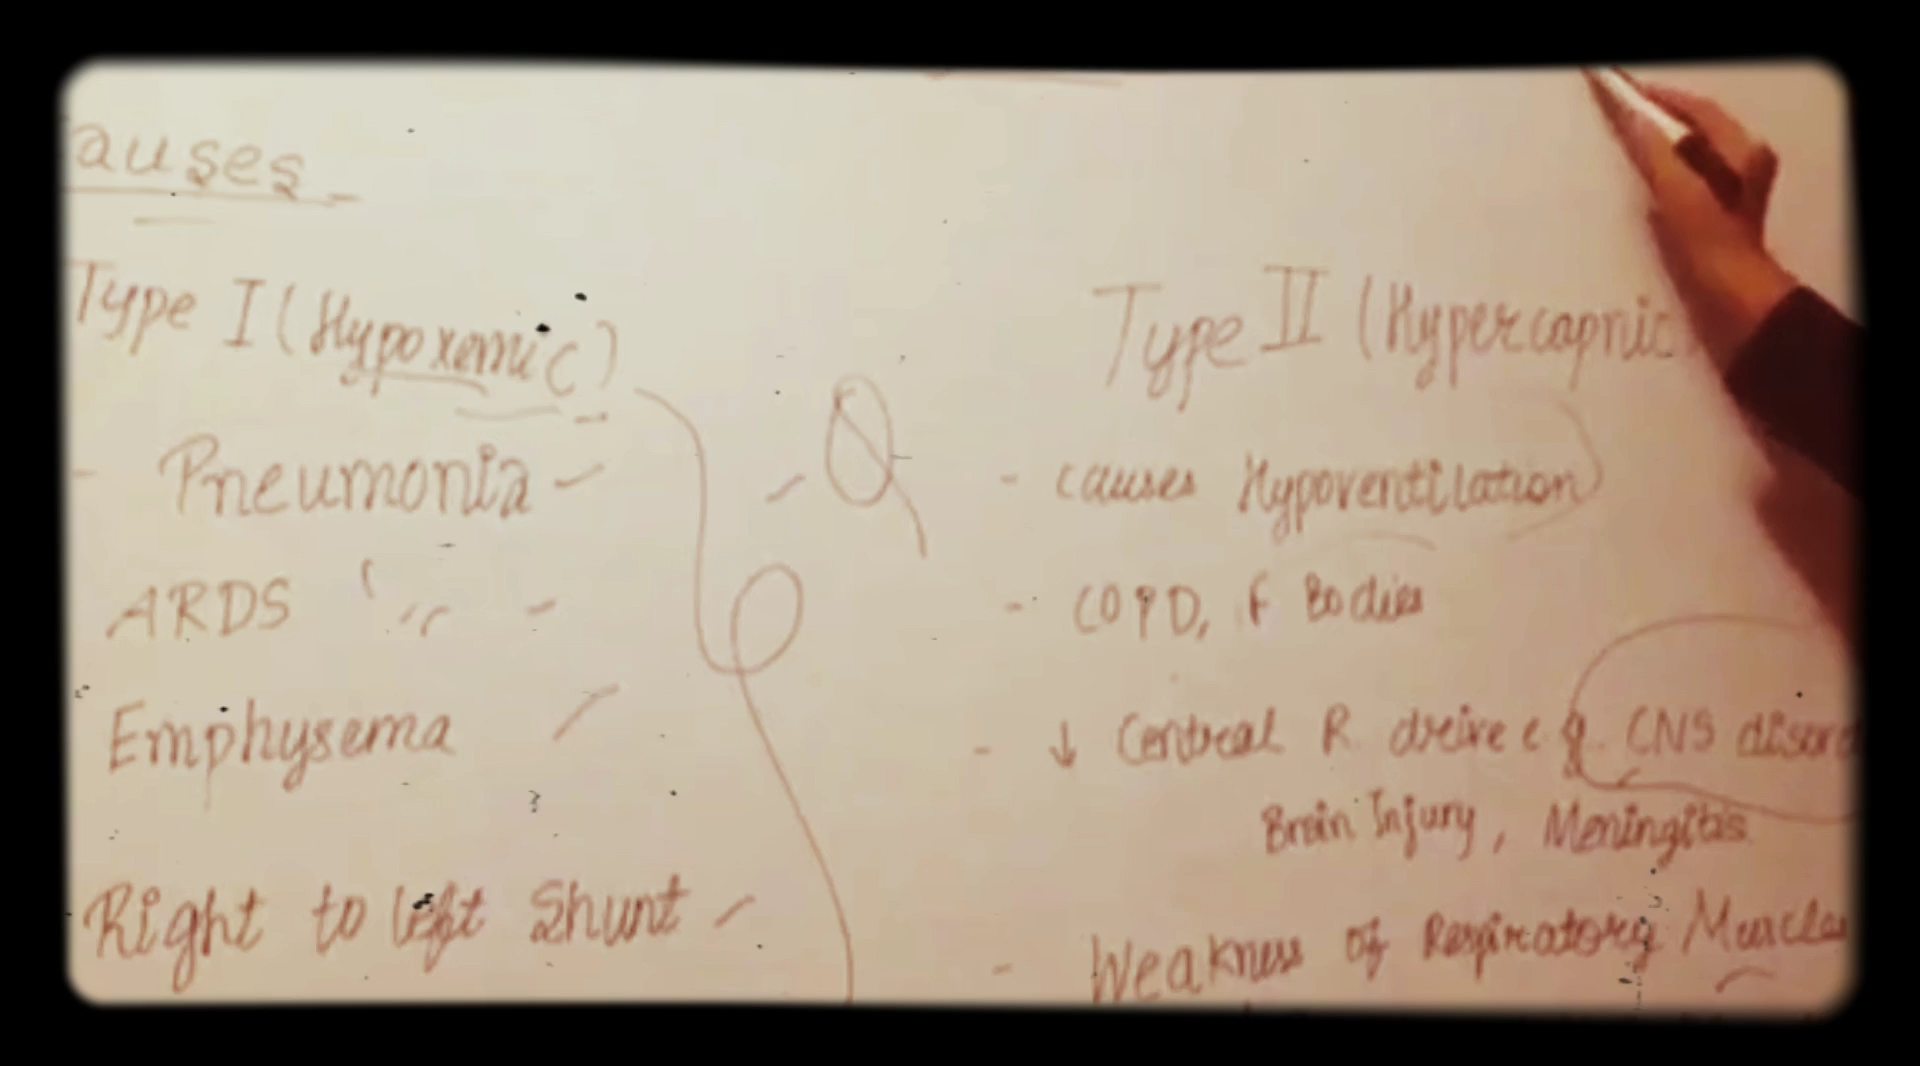 auses
Type I (Hypoxemic)
Pneumonia
ARDS
Emphysema
Right to left Shunt
Type II (Hypercapnic
- causes Hypoventilation
- COPD, F Bodies
- ↓ Central R. drive e.g. CNS disord
Brain Injury, Meningitis
- Weakness of Respiratory Muscles